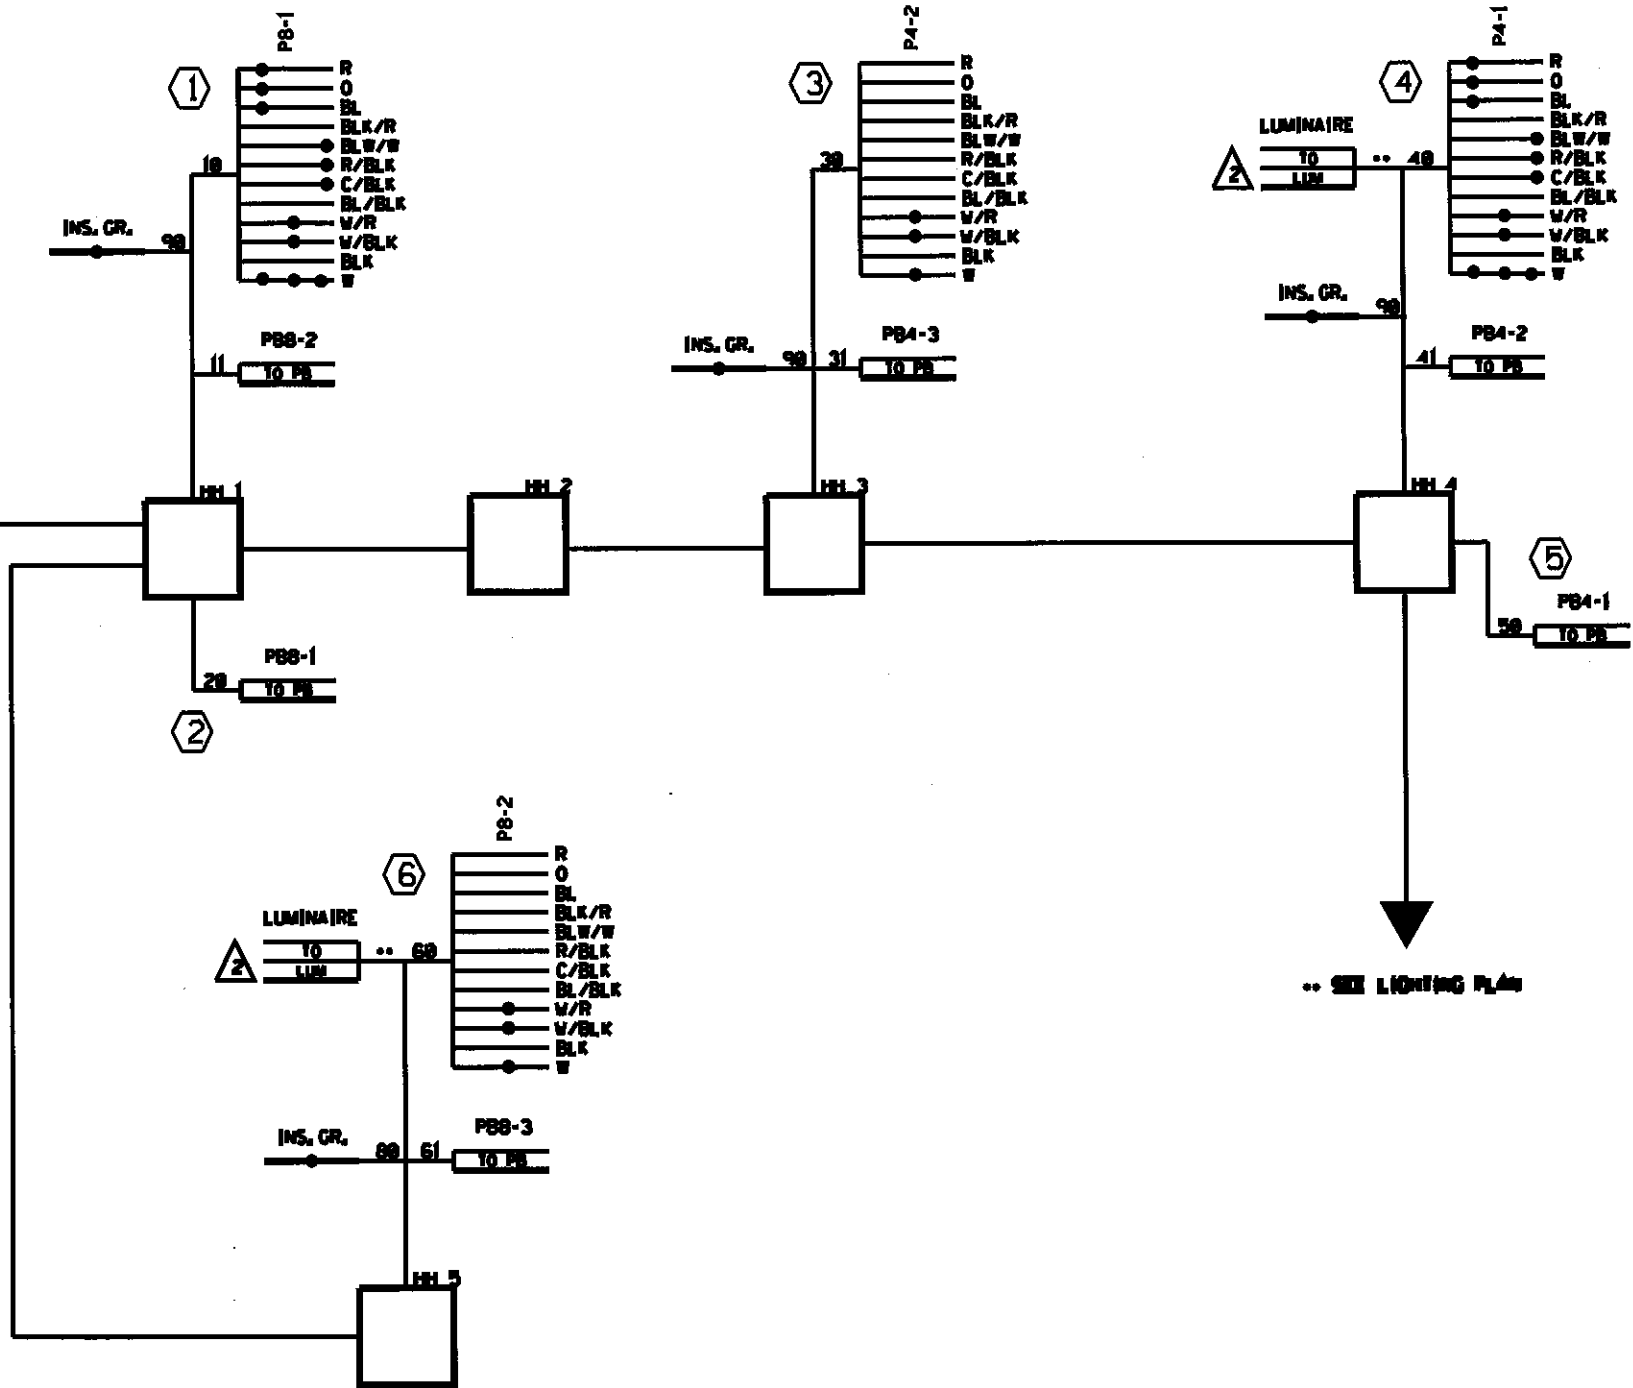 P8-1
1
R
O
BL
BLK/R
BLW/W
R/BLK
C/BLK
BL/BLK
W/R
W/BLK
BLK
W
10
INS. GR.
90
PB8-2
11
TO PB
HH 1
PB8-1
20
TO PB
2
HH 2
P4-2
3
R
O
BL
BLK/R
BLW/W
R/BLK
C/BLK
BL/BLK
W/R
W/BLK
BLK
W
30
INS. GR.
90
31
PB4-3
TO PB
HH 3
P4-1
4
R
O
BL
BLK/R
BLW/W
R/BLK
C/BLK
BL/BLK
W/R
W/BLK
BLK
W
LUMINAIRE
TO
LUM
2
•• 40
INS. GR.
90
PB4-2
41
TO PB
HH 4
5
PB4-1
50
TO PB
•• SEE LIGHTING PLAN
P8-2
6
R
O
BL
BLK/R
BLW/W
R/BLK
C/BLK
BL/BLK
W/R
W/BLK
BLK
W
LUMINAIRE
TO
LUM
2
•• 60
INS. GR.
80
61
PB8-3
TO PB
HH 5